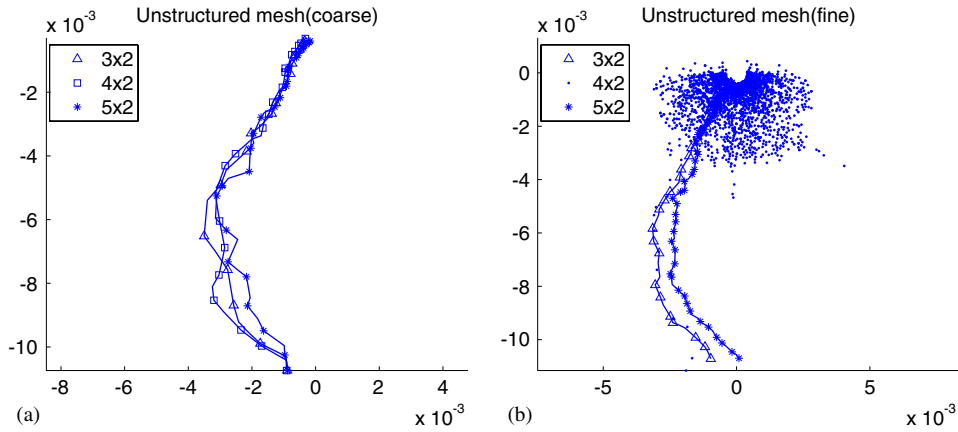 Unstructured mesh(coarse)
x 10⁻³
3x2
4x2
5x2
-2
-4
-6
-8
-10
-8
-6
-4
-2
0
2
4
x 10⁻³
(a)
Unstructured mesh(fine)
x 10⁻³
3x2
4x2
5x2
0
-2
-4
-6
-8
-10
-5
0
5
x 10⁻³
(b)